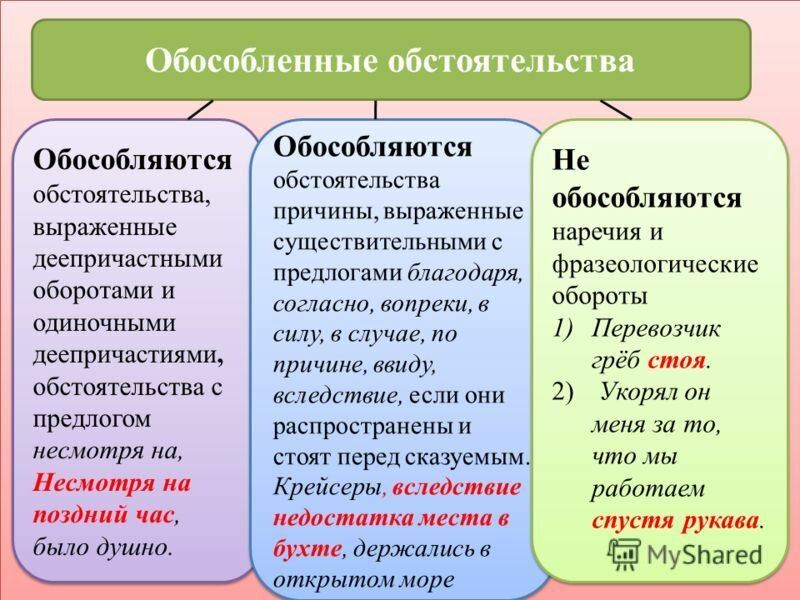 Обособленные обстоятельства
Обособляются
обстоятельства,
выраженные
деепричастными
оборотами и
одиночными
деепричастиями,
обстоятельства с
предлогом
несмотря на,
Несмотря на
поздний час,
было душно.
Обособляются
обстоятельства
причины, выраженные
существительными с
предлогами благодаря,
согласно, вопреки, в
силу, в случае, по
причине, ввиду,
вследствие, если они
распространены и
стоят перед сказуемым.
Крейсеры, вследствие
недостатка места в
бухте, держались в
открытом море
Не
обособляются
наречия и
фразеологические
обороты
1) Перевозчик
грёб стоя.
2) Укорял он
меня за то,
что мы
работаем
спустя рукава.
MyShared